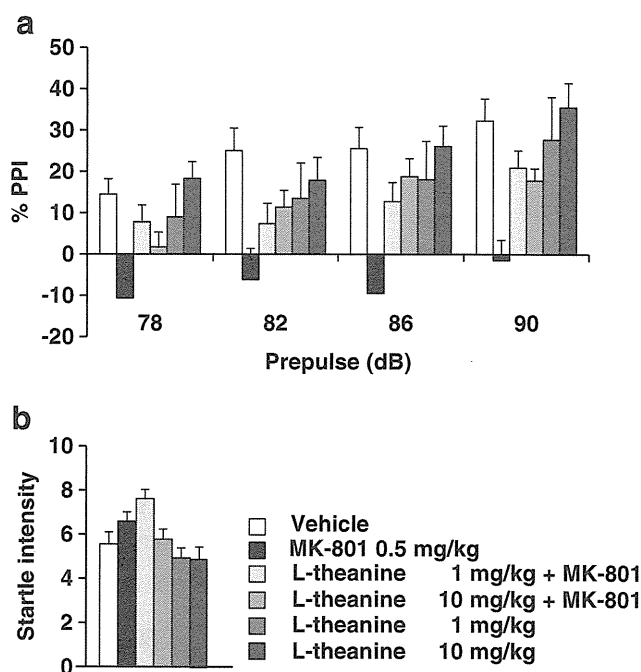 a
50
40
30
20
10
0
-10
-20
% PPI
78 82 86 90
Prepulse (dB)
b
10
8
6
4
2
0
Startle intensity
Vehicle
MK-801 0.5 mg/kg
L-theanine 1 mg/kg + MK-801
L-theanine 10 mg/kg + MK-801
L-theanine 1 mg/kg
L-theanine 10 mg/kg